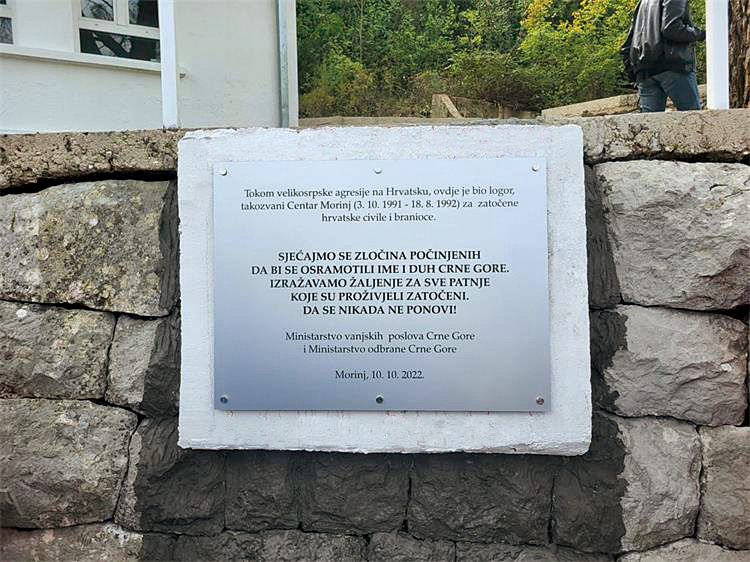 Tokom velikosrpske agresije na Hrvatsku, ovdje je bio logor,
takozvani Centar Morinj (3. 10. 1991 - 18. 8. 1992) za zatočene
hrvatske civile i branioce.
SJEĆAJMO SE ZLOČINA POČINJENIH
DA BI SE OSRAMOTILI IME I DUH CRNE GORE.
IZRAŽAVAMO ŽALJENJE ZA SVE PATNJE
KOJE SU PROŽIVJELI ZATOČENI.
DA SE NIKADA NE PONOVI!
Ministarstvo vanjskih poslova Crne Gore
i Ministarstvo odbrane Crne Gore
Morinj, 10. 10. 2022.